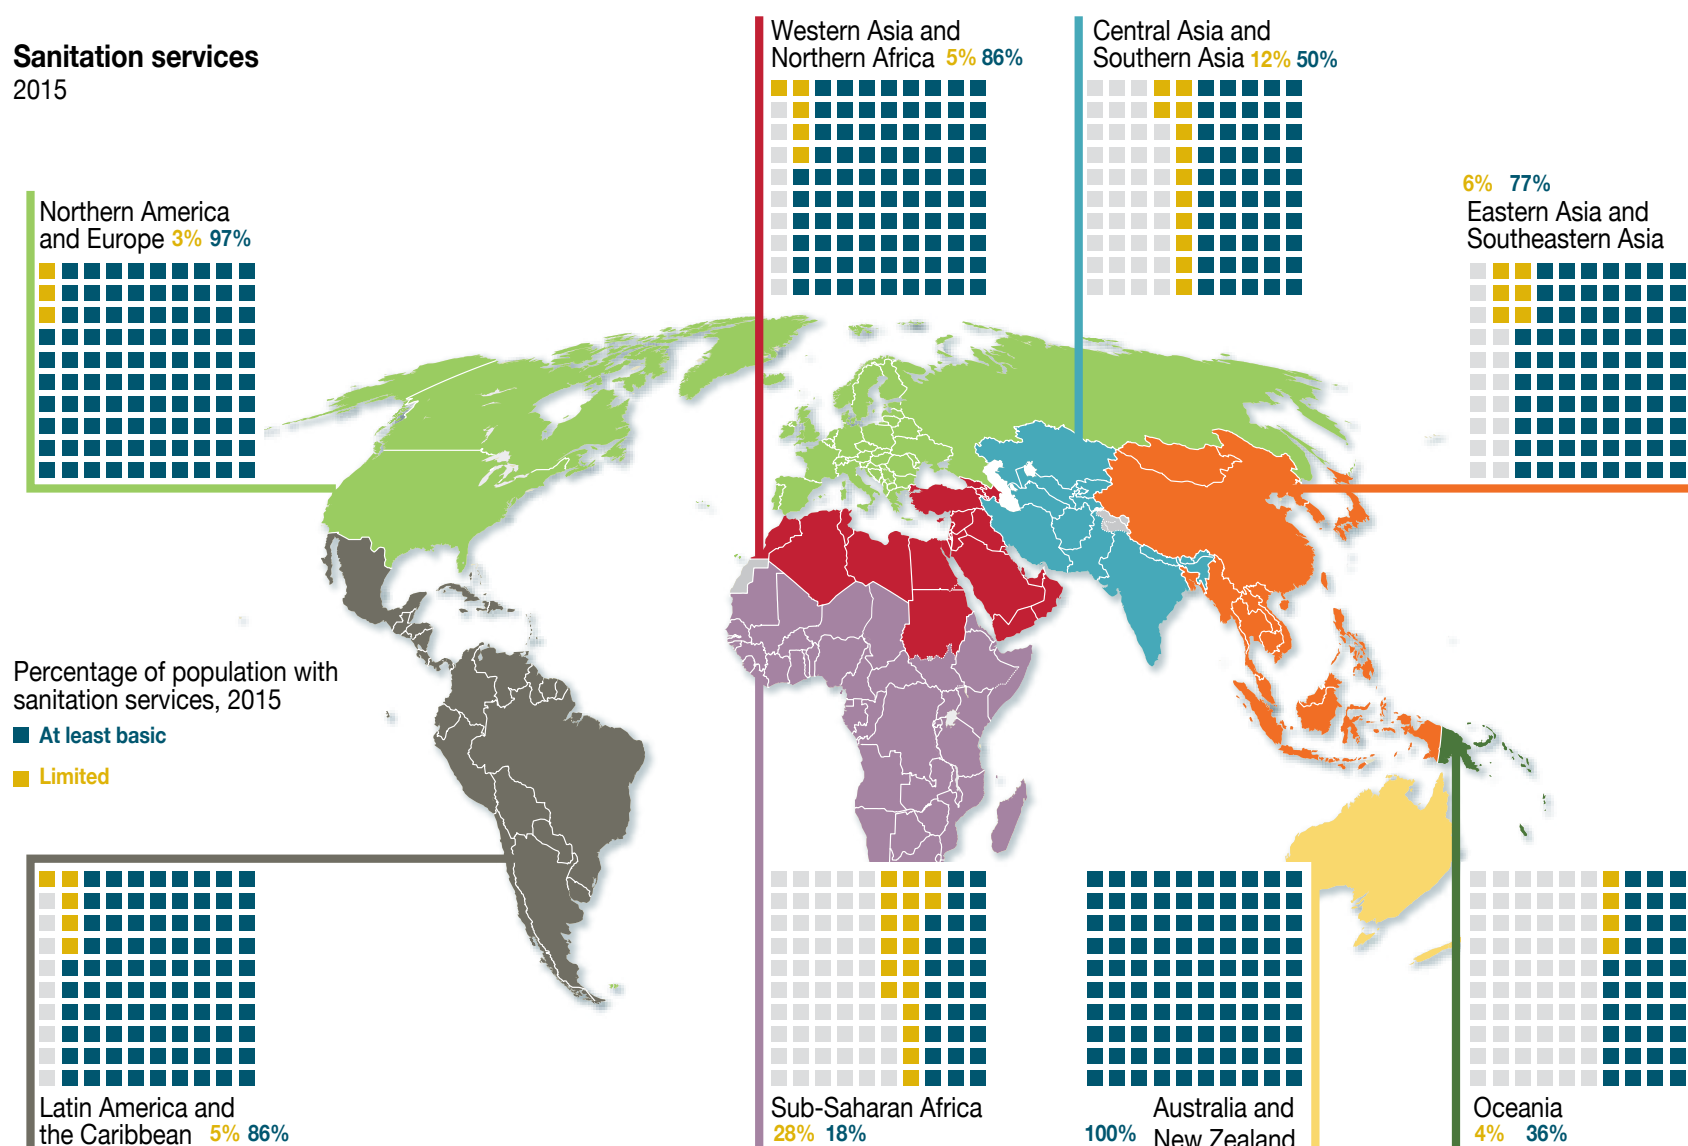 Sanitation services
2015
Western Asia and
Northern Africa 5% 86%
Central Asia and
Southern Asia 12% 50%
6% 77%
Eastern Asia and
Southeastern Asia
Northern America
and Europe 3% 97%
Percentage of population with
sanitation services, 2015
At least basic
Limited
Latin America and
the Caribbean 5% 86%
Sub-Saharan Africa
28% 18%
Australia and
100% New Zealand
Oceania
4% 36%